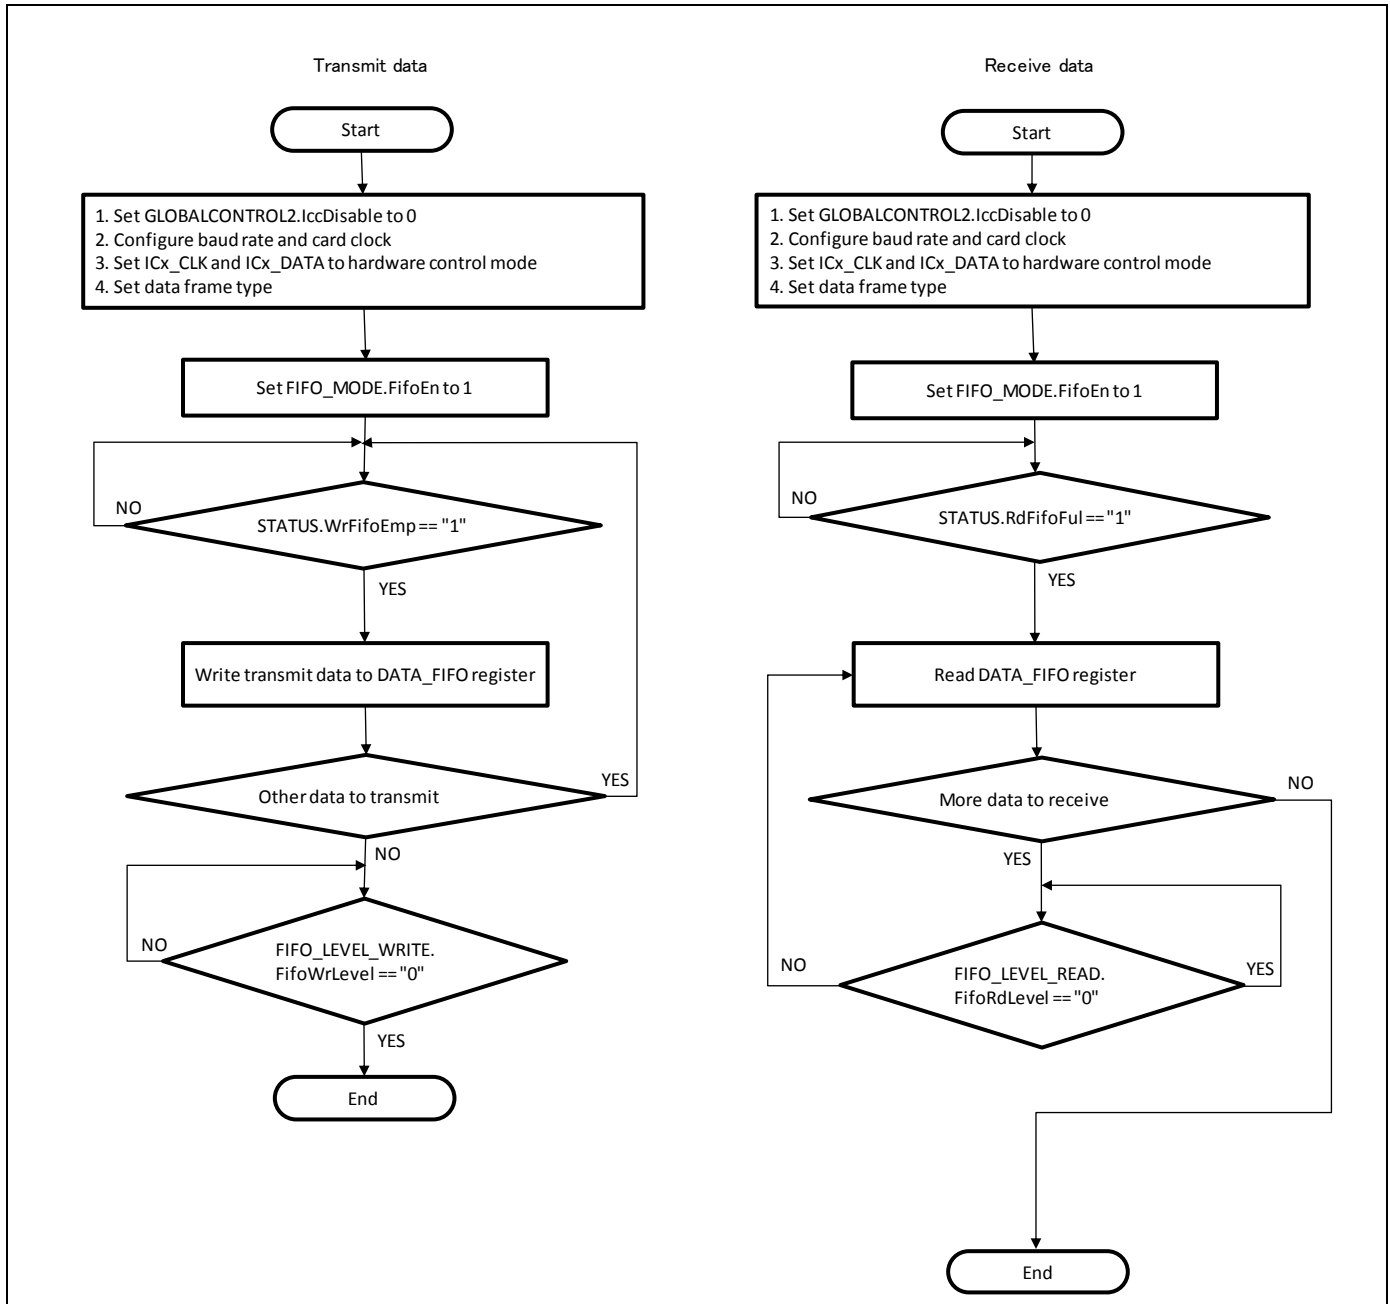 Transmit data
Start
1. Set GLOBALCONTROL2.IccDisable to 0
2. Configure baud rate and card clock
3. Set ICx_CLK and ICx_DATA to hardware control mode
4. Set data frame type
Set FIFO_MODE.FifoEn to 1
NO
STATUS.WrFifoEmp == "1"
YES
Write transmit data to DATA_FIFO register
Other data to transmit
YES
NO
NO
FIFO_LEVEL_WRITE.
FifoWrLevel == "0"
YES
End
Receive data
Start
1. Set GLOBALCONTROL2.IccDisable to 0
2. Configure baud rate and card clock
3. Set ICx_CLK and ICx_DATA to hardware control mode
4. Set data frame type
Set FIFO_MODE.FifoEn to 1
NO
STATUS.RdFifoFul == "1"
YES
Read DATA_FIFO register
More data to receive
NO
YES
NO
FIFO_LEVEL_READ.
FifoRdLevel == "0"
YES
End